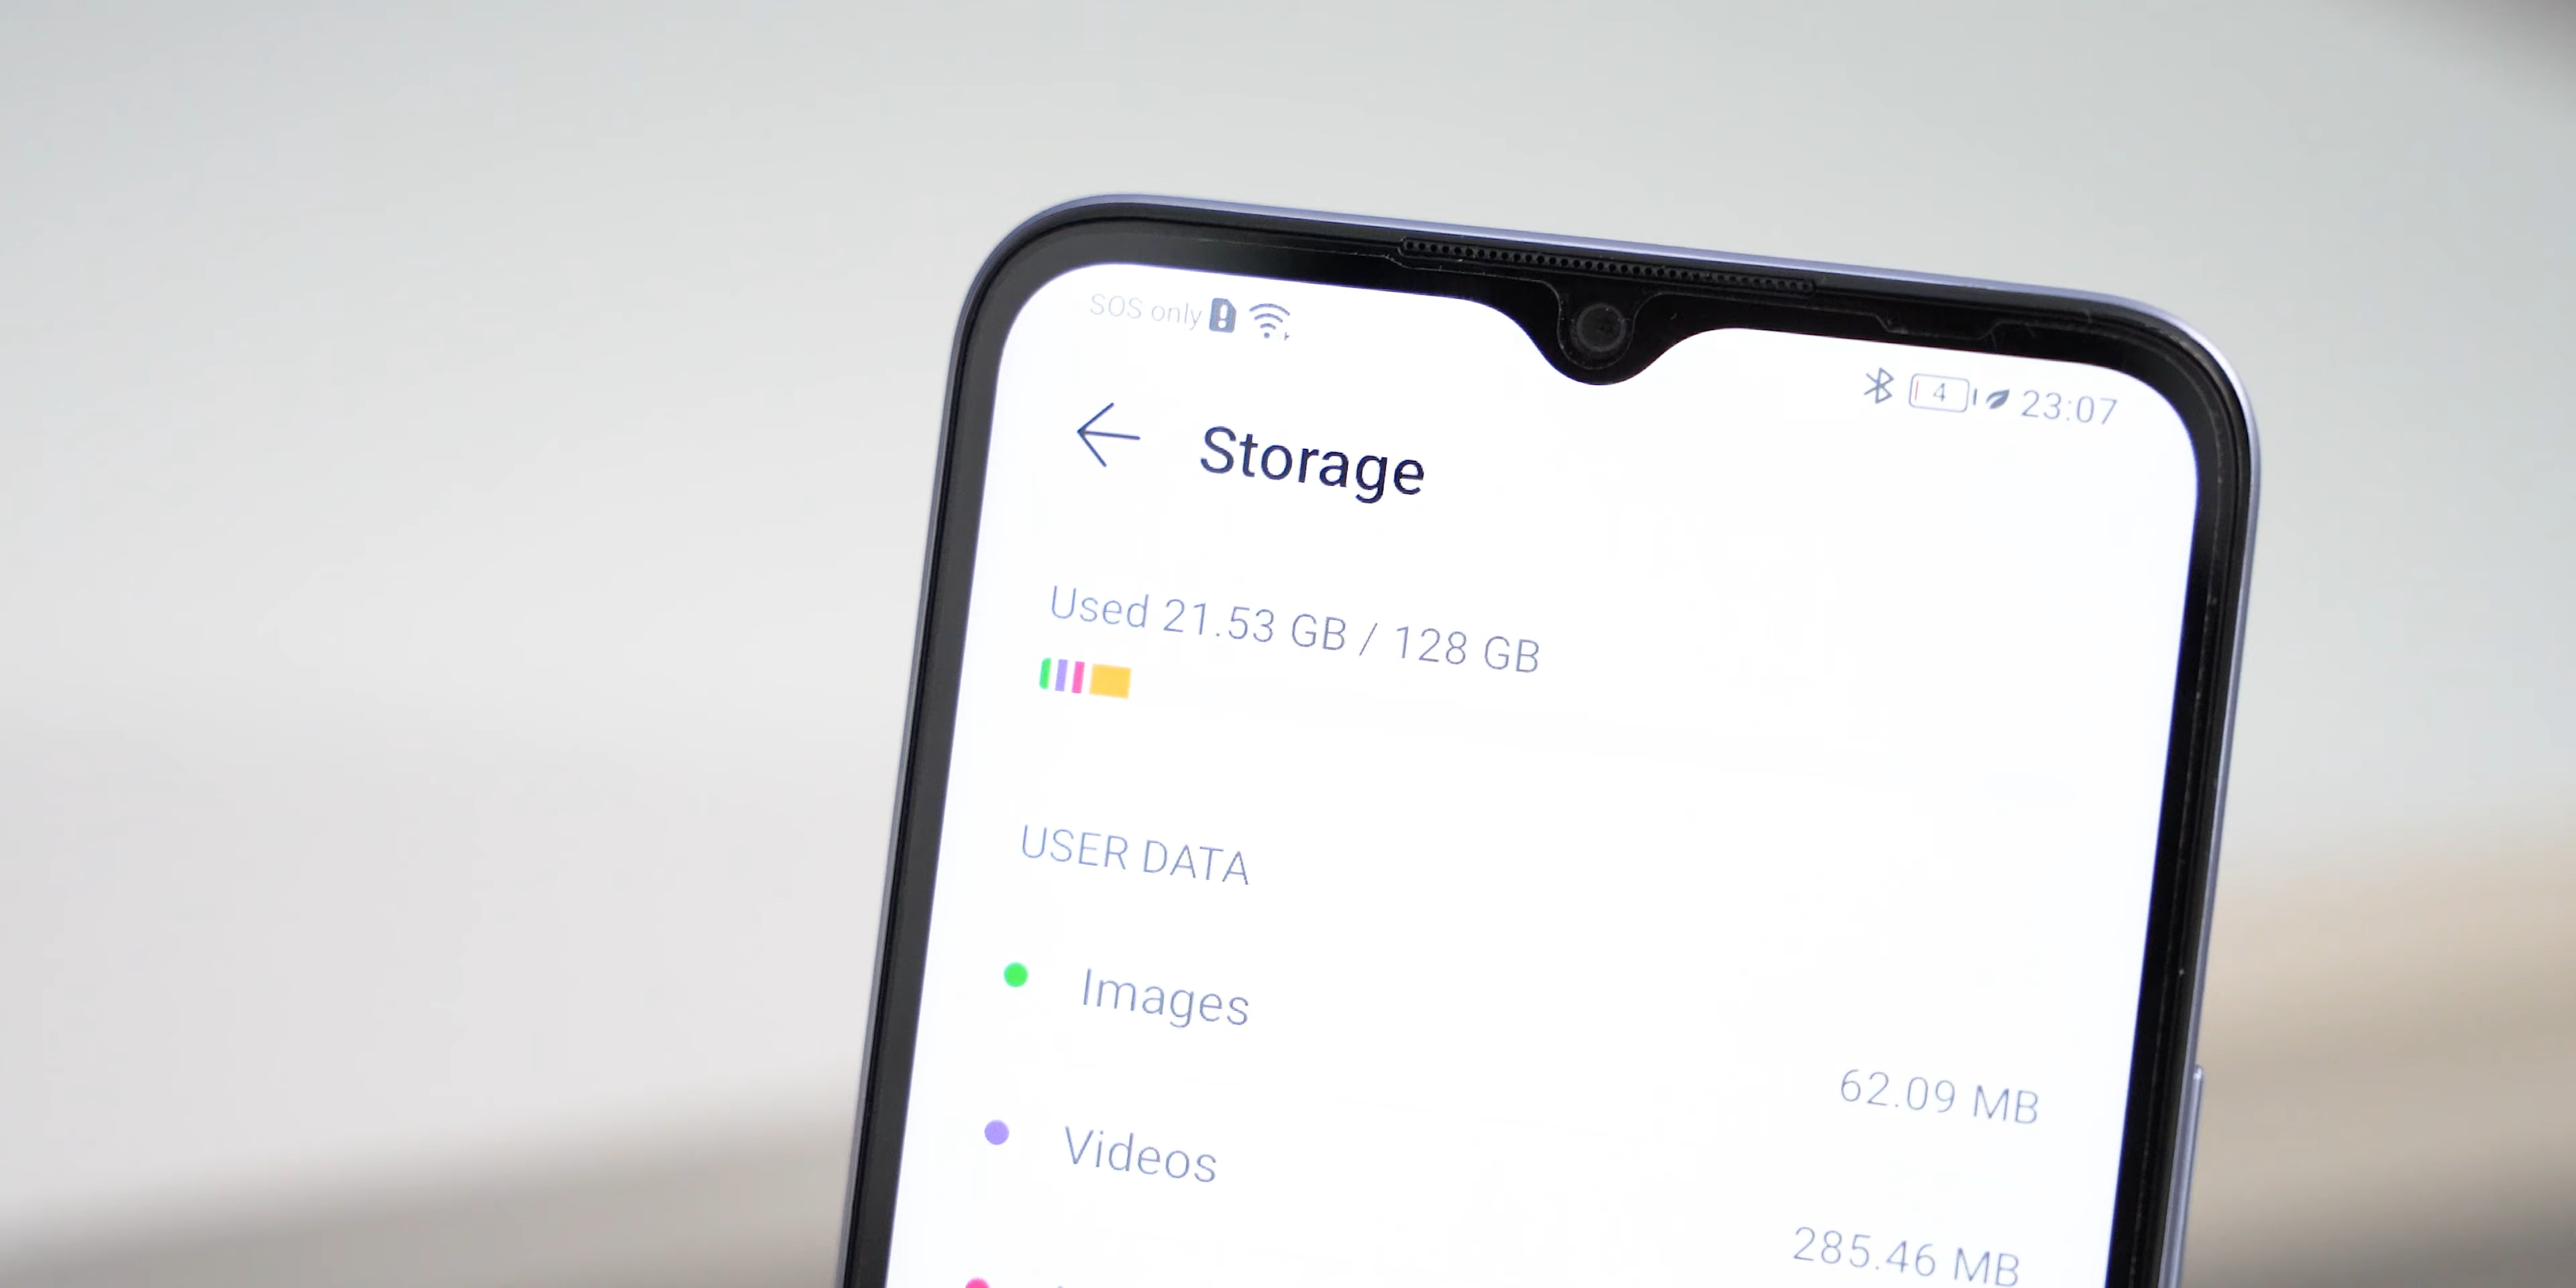 SOS only
4 23:07
Storage
Used 21.53 GB / 128 GB
USER DATA
Images
62.09 MB
Videos
285.46 MB